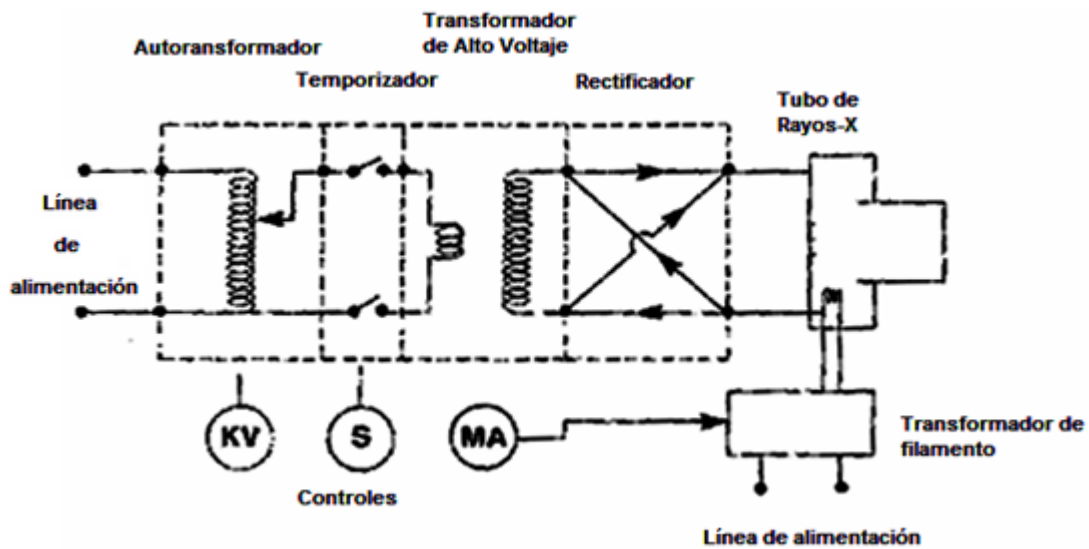 Transformador
de Alto Voltaje
Autoransformador
Temporizador
Rectificador
Tubo de
Rayos-X
Línea
de
alimentación
KV
S
MA
Controles
Transformador de
filamento
Línea de alimentación